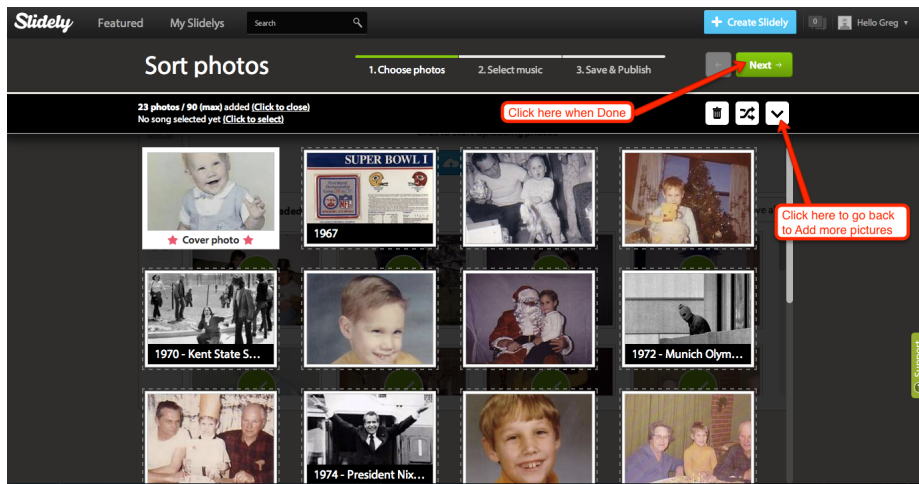 Slidely Featured My Slidelys Search + Create Slidely 0 Hello Greg
Sort photos 1. Choose photos 2. Select music 3. Save & Publish ← Next →
23 photos / 90 (max) added (Click to close)
No song selected yet (Click to select)
Click here when Done
SUPER BOWL I
Click here to go back
to Add more pictures
Cover photo
1967
1970 - Kent State S...
1972 - Munich Olym...
Support
1974 - President Nix...